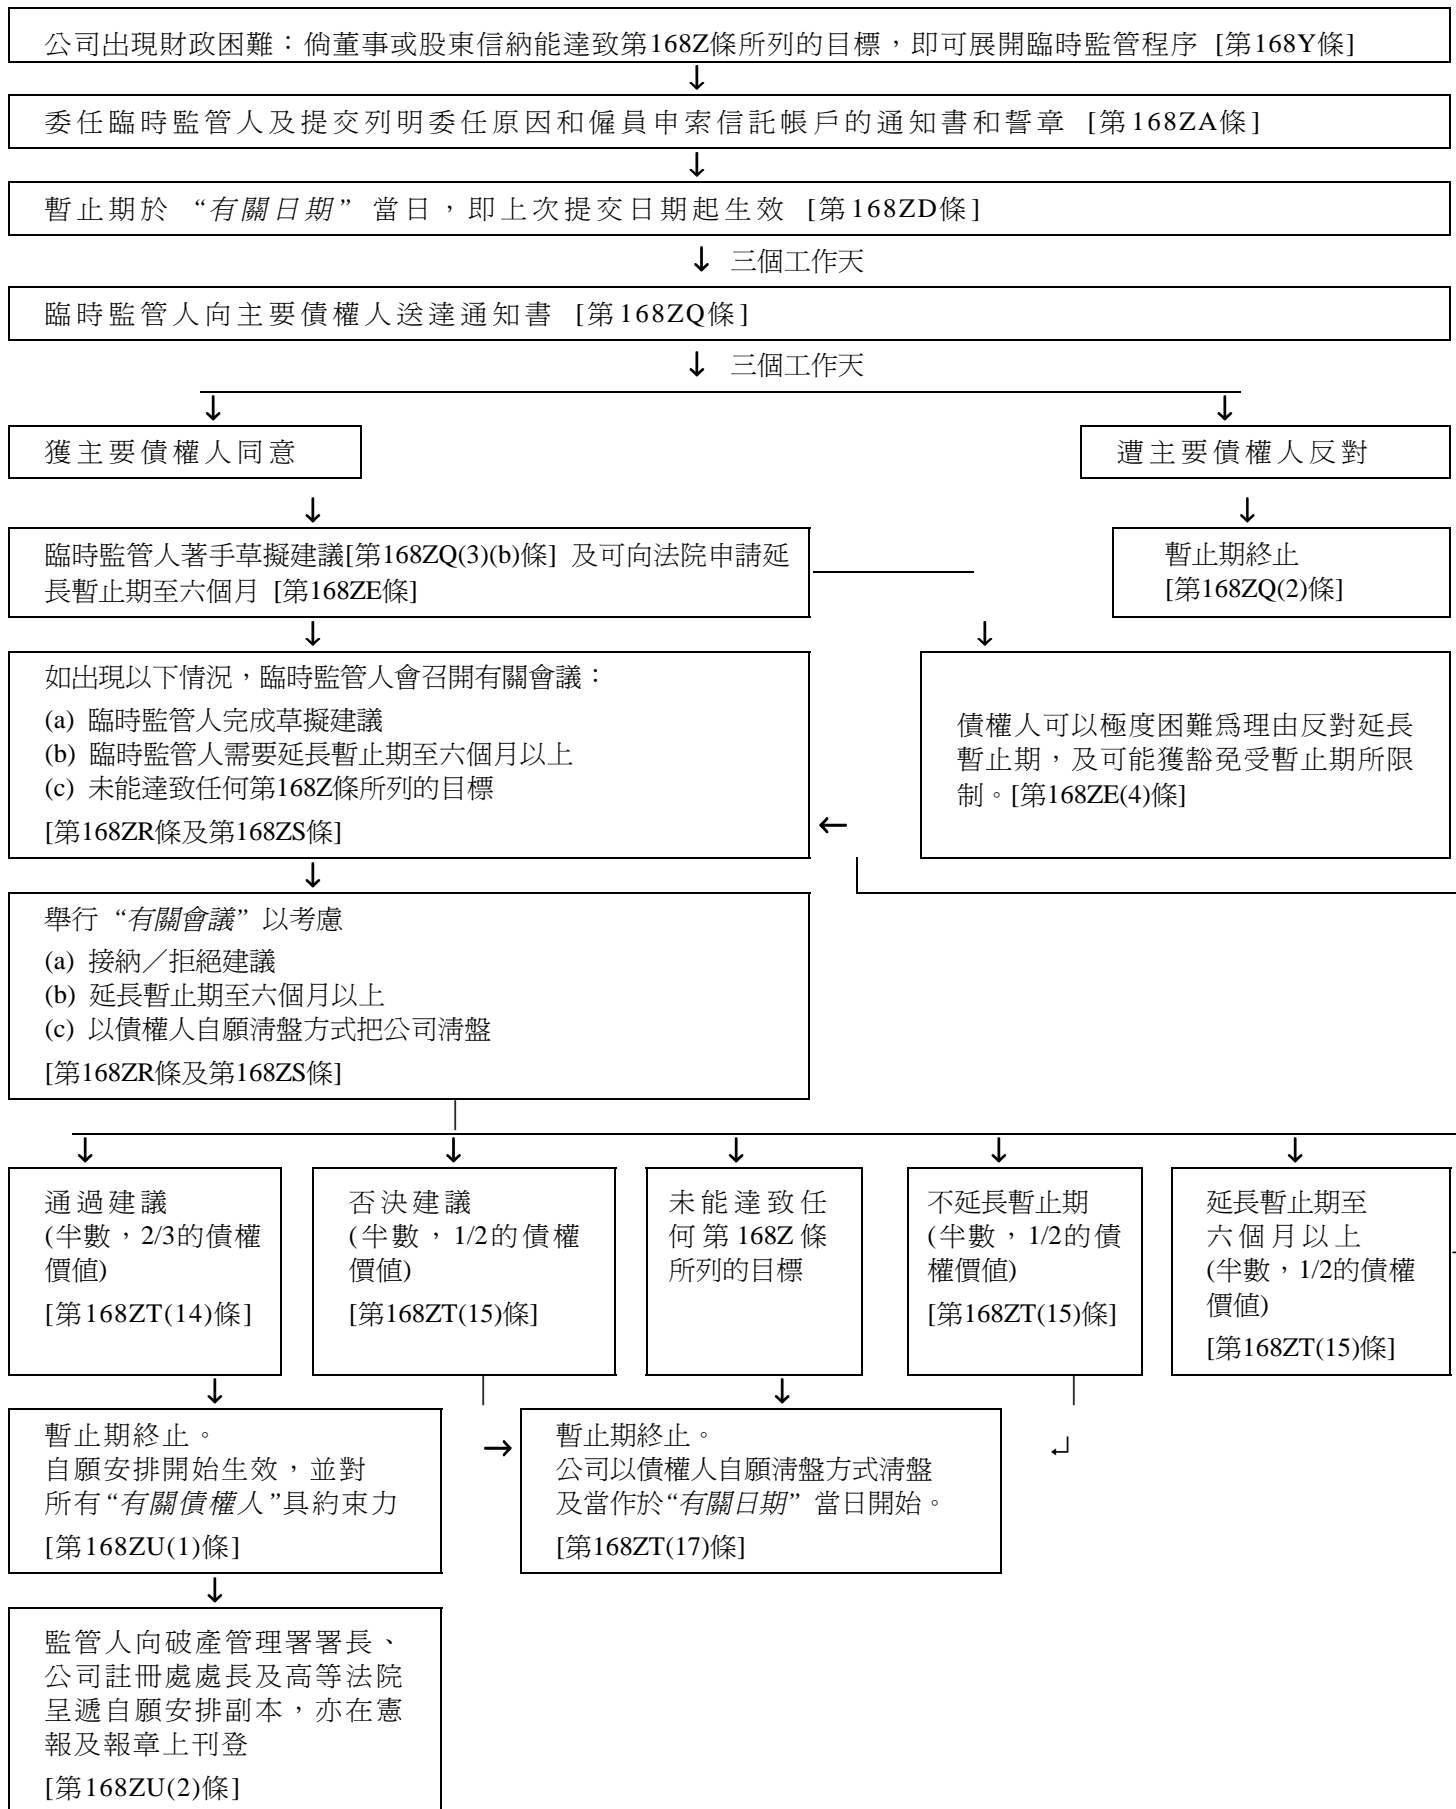 公司出現財政困難：倘董事或股東信納能達致第168Z條所列的目標，即可展開臨時監管程序 [第168Y條]
↓
委任臨時監管人及提交列明委任原因和僱員申索信託帳戶的通知書和誓章 [第168ZA條]
↓
暫止期於 “有關日期” 當日，即上次提交日期起生效 [第168ZD條]
↓ 三個工作天
臨時監管人向主要債權人送達通知書 [第168ZQ條]
↓ 三個工作天
↓ ↓
獲主要債權人同意
遭主要債權人反對
↓ ↓
臨時監管人著手草擬建議[第168ZQ(3)(b)條] 及可向法院申請延
長暫止期至六個月 [第168ZE條]
暫止期終止
[第168ZQ(2)條]
↓ ↓
如出現以下情況，臨時監管人會召開有關會議：
(a) 臨時監管人完成草擬建議
(b) 臨時監管人需要延長暫止期至六個月以上
(c) 未能達致任何第168Z條所列的目標
[第168ZR條及第168ZS條]
←
債權人可以極度困難爲理由反對延長
暫止期，及可能獲豁免受暫止期所限
制。[第168ZE(4)條]
↓
舉行 “有關會議” 以考慮
(a) 接納／拒絕建議
(b) 延長暫止期至六個月以上
(c) 以債權人自願淸盤方式把公司淸盤
[第168ZR條及第168ZS條]
↓ ↓ ↓ ↓ ↓
通過建議
(半數，2/3的債權
價值)
[第168ZT(14)條]
否決建議
(半數，1/2的債權
價值)
[第168ZT(15)條]
未能達致任
何第168Z條
所列的目標
不延長暫止期
(半數，1/2的債
權價值)
[第168ZT(15)條]
延長暫止期至
六個月以上
(半數，1/2的債權
價值)
[第168ZT(15)條]
↓ ↓
暫止期終止。
自願安排開始生效，並對
所有“有關債權人”具約束力
[第168ZU(1)條]
→
暫止期終止。
公司以債權人自願淸盤方式淸盤
及當作於“有關日期” 當日開始。
[第168ZT(17)條]
↵
↓
監管人向破產管理署署長、
公司註冊處處長及高等法院
呈遞自願安排副本，亦在憲
報及報章上刊登
[第168ZU(2)條]